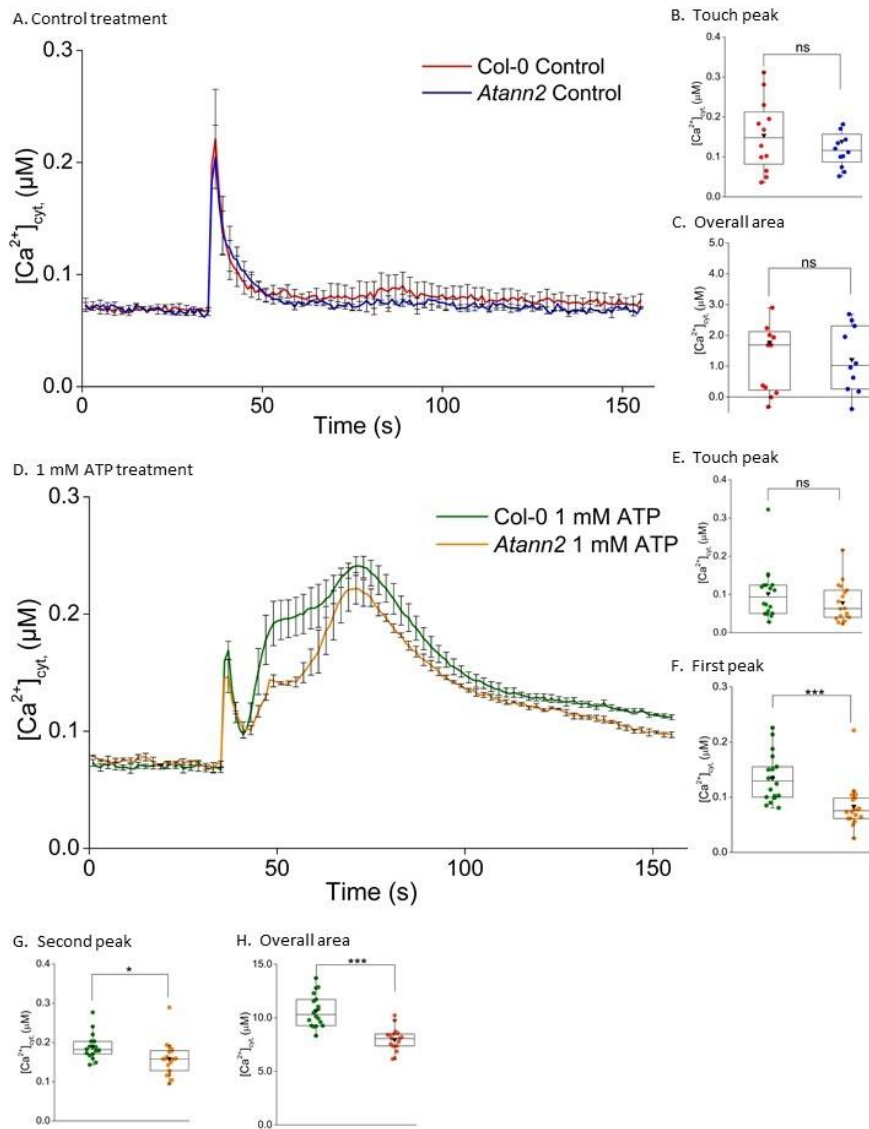 A. Control treatment
0.3
0.2
0.1
0.0
[Ca²⁺]cyt, (µM)
Col-0 Control
Atann2 Control
0
50
100
150
Time (s)
B. Touch peak
0.4
0.3
0.2
0.1
0.0
[Ca²⁺]cyt, (µM)
ns
C. Overall area
5.0
4.0
3.0
2.0
1.0
0.0
[Ca²⁺]cyt, (µM)
ns
D. 1 mM ATP treatment
0.3
0.2
0.1
0.0
[Ca²⁺]cyt, (µM)
Col-0 1 mM ATP
Atann2 1 mM ATP
0
50
100
150
Time (s)
E. Touch peak
0.4
0.3
0.2
0.1
0.0
[Ca²⁺]cyt, (µM)
ns
F. First peak
0.3
0.2
0.1
0.0
[Ca²⁺]cyt, (µM)
***
G. Second peak
0.4
0.3
0.2
0.1
0.0
[Ca²⁺]cyt, (µM)
*
H. Overall area
15.0
10.0
5.0
0.0
[Ca²⁺]cyt, (µM)
***